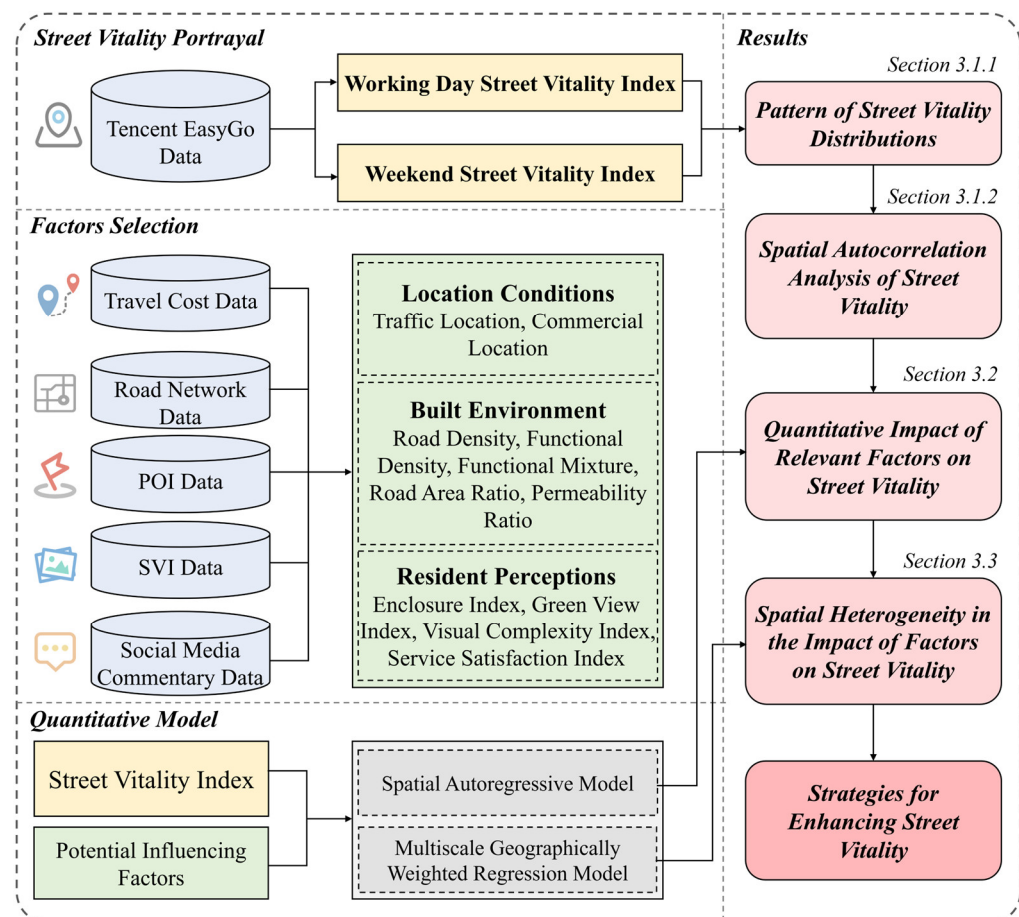 Street Vitality Portrayal
Tencent EasyGo
Data
Working Day Street Vitality Index
Weekend Street Vitality Index
Factors Selection
Travel Cost Data
Road Network
Data
POI Data
SVI Data
Social Media
Commentary Data
Location Conditions
Traffic Location, Commercial
Location
Built Environment
Road Density, Functional
Density, Functional Mixture,
Road Area Ratio, Permeability
Ratio
Resident Perceptions
Enclosure Index, Green View
Index, Visual Complexity Index,
Service Satisfaction Index
Quantitative Model
Street Vitality Index
Potential Influencing
Factors
Spatial Autoregressive Model
Multiscale Geographically
Weighted Regression Model
Results
Section 3.1.1
Pattern of Street Vitality
Distributions
Section 3.1.2
Spatial Autocorrelation
Analysis of Street
Vitality
Section 3.2
Quantitative Impact of
Relevant Factors on
Street Vitality
Section 3.3
Spatial Heterogeneity in
the Impact of Factors
on Street Vitality
Strategies for
Enhancing Street
Vitality